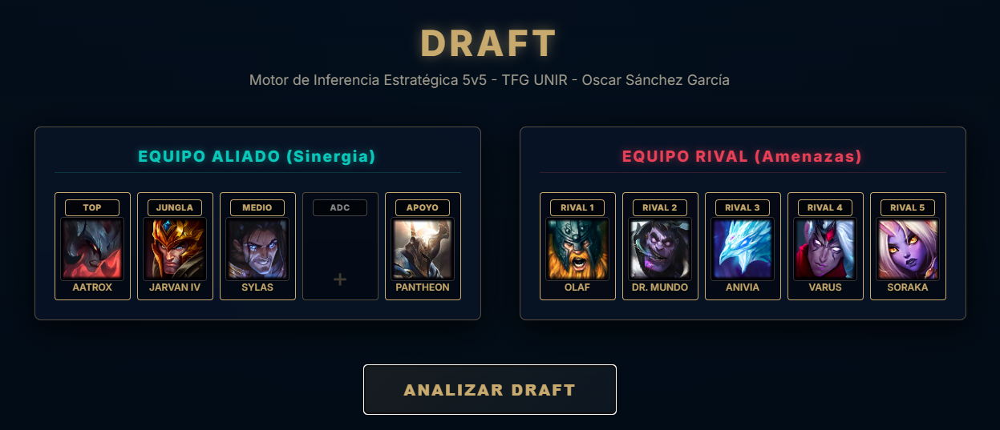 DRAFT
Motor de Inferencia Estratégica 5v5 - TFG UNIR - Oscar Sánchez García
EQUIPO ALIADO (Sinergia)
TOP
JUNGLA
MEDIO
ADC
APOYO
+
AATROX
JARVAN IV
SYLAS
PANTHEON
EQUIPO RIVAL (Amenazas)
RIVAL 1
RIVAL 2
RIVAL 3
RIVAL 4
RIVAL 5
OLAF
DR. MUNDO
ANIVIA
VARUS
SORAKA
ANALIZAR DRAFT